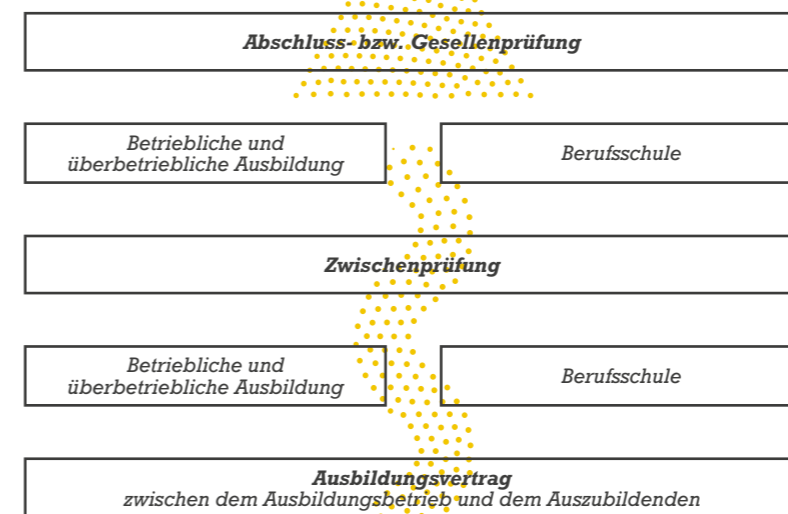 Abschluss- bzw. Gesellenprüfung
Betriebliche und
überbetriebliche Ausbildung
Berufsschule
Zwischenprüfung
Betriebliche und
überbetriebliche Ausbildung
Berufsschule
Ausbildungsvertrag
zwischen dem Ausbildungsbetrieb und dem Auszubildenden